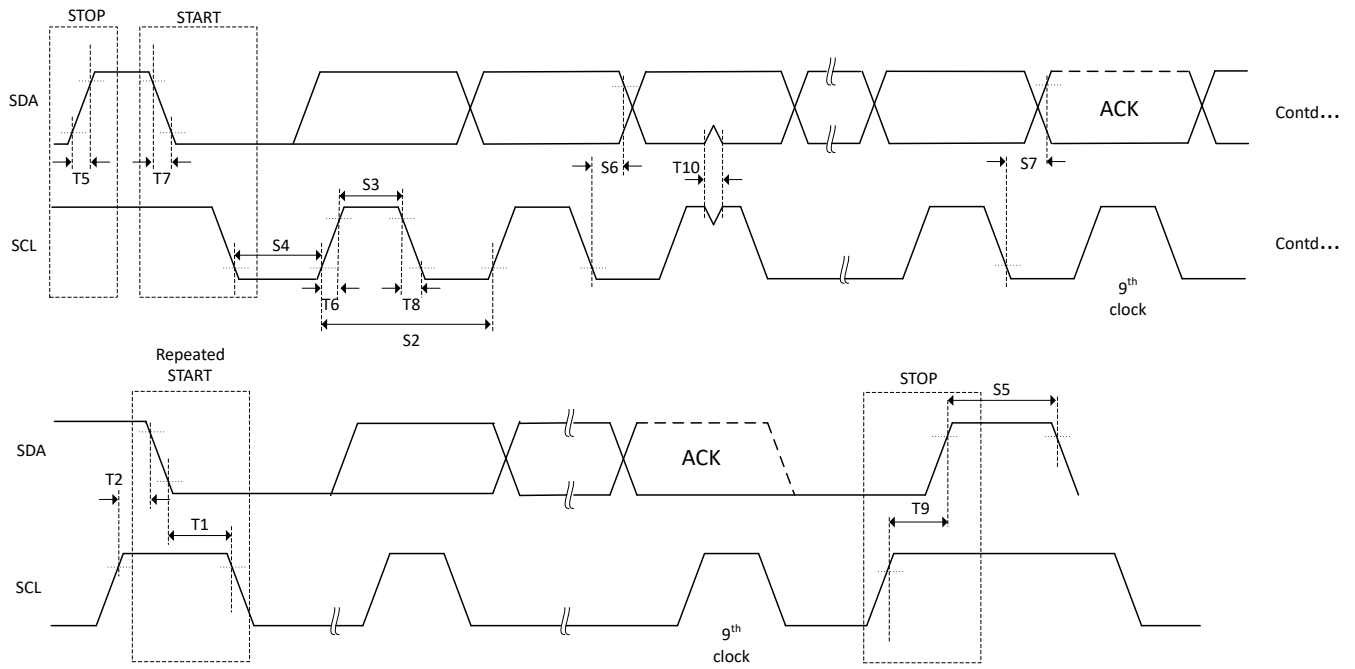 STOP
START
SDA
T5
T7
S6
T10
ACK
S7
Contd...
S3
SCL
S4
T6
T8
S2
9th
clock
Contd...
Repeated
START
STOP
S5
SDA
T2
ACK
T9
T1
SCL
9th
clock